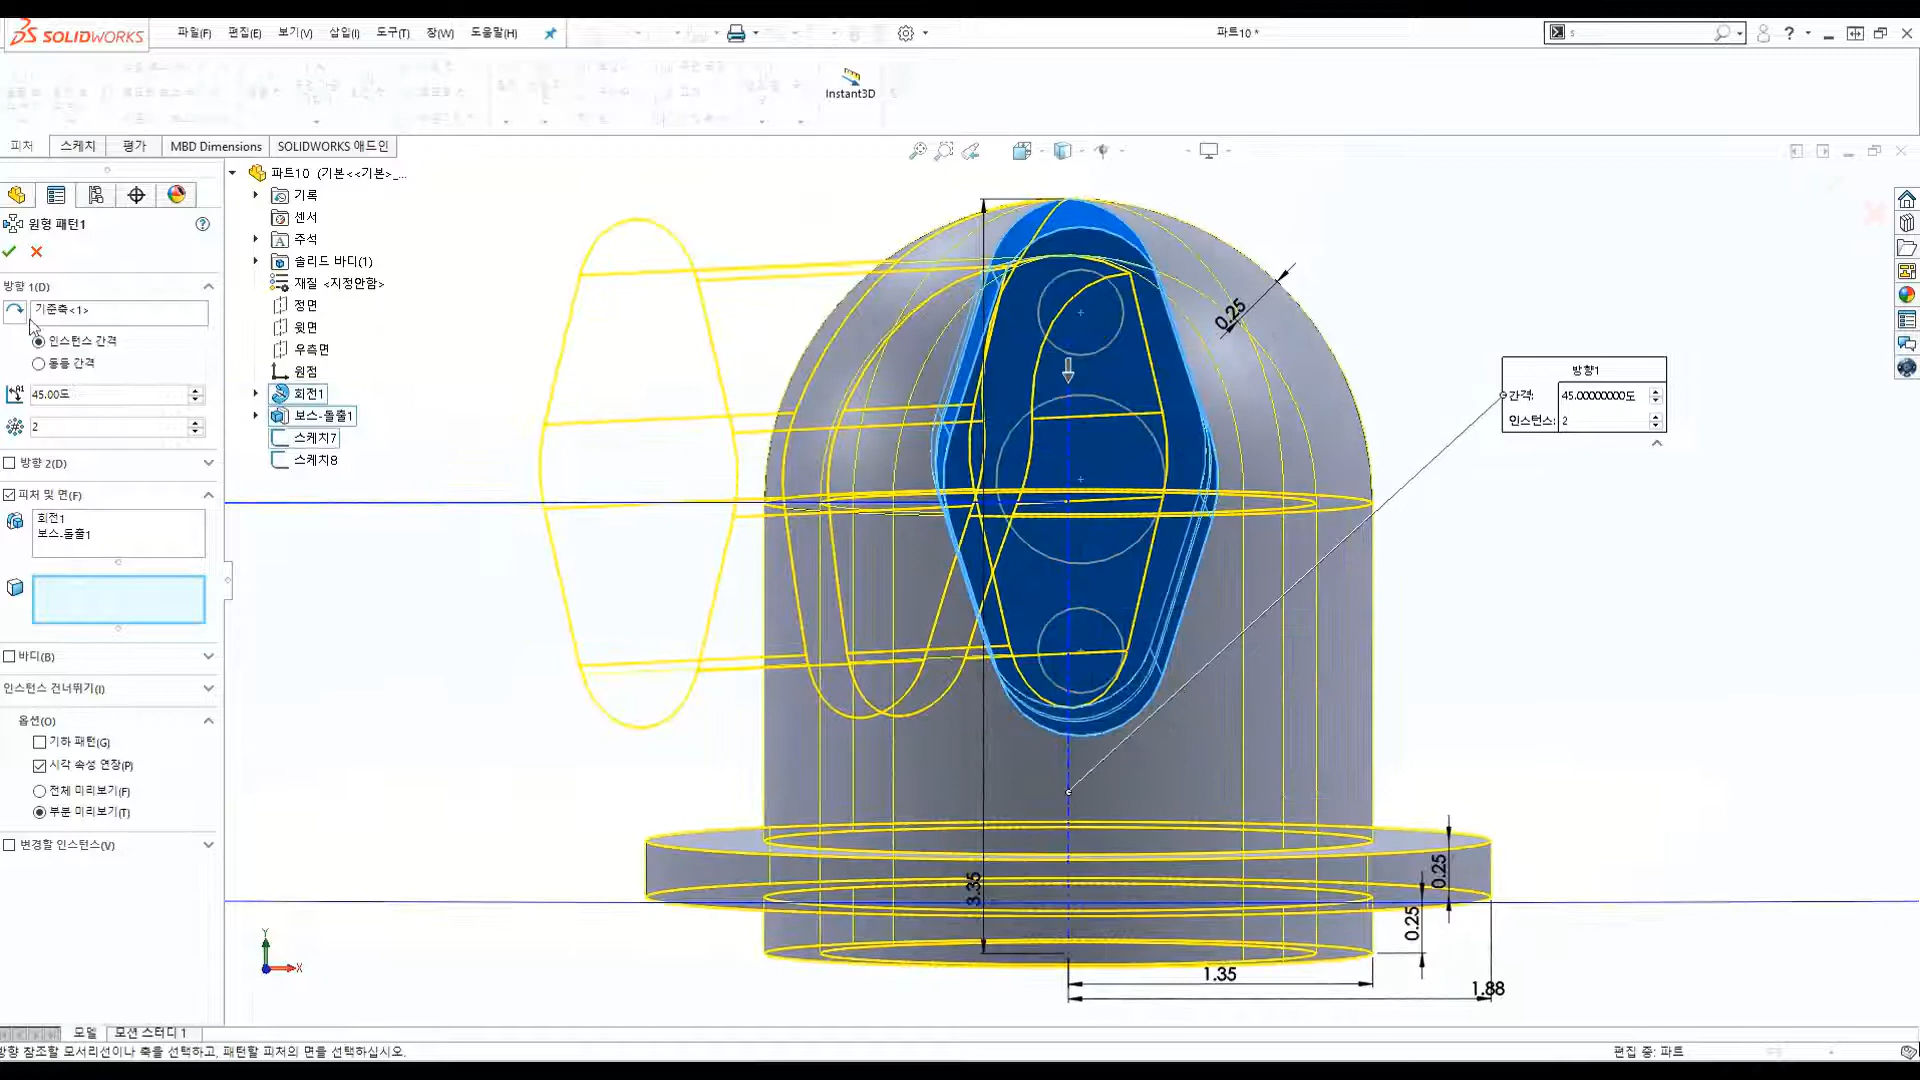 SOLIDWORKS
파일(F) 편집(E) 보기(V) 삽입(I) 도구(T) 창(W) 도움말(H)
파트10 *
s
?
Instant3D
피처 스케치 평가 MBD Dimensions SOLIDWORKS 애드인
파트10 (기본<<기본>_...
기록
센서
주석
솔리드 바디(1)
재질 <지정안함>
정면
윗면
우측면
원점
회전1
보스-돌출1
스케치7
스케치8
원형 패턴1
방향 1(D)
기준축<1>
인스턴스 간격
동등 간격
45.00도
2
방향 2(D)
피처 및 면(F)
회전1
보스-돌출1
바디(B)
인스턴스 건너뛰기(I)
옵션(O)
기하 패턴(G)
시각 속성 연장(P)
전체 미리보기(F)
부분 미리보기(T)
변경할 인스턴스(V)
0.25
방향1
간격: 45.00000000도
인스턴스: 2
3.35
0.25
0.25
1.35
1.88
Y
X
모델 모션 스터디 1
방향 참조할 모서리선이나 축을 선택하고, 패턴할 피처의 면을 선택하십시오.
편집 중: 파트